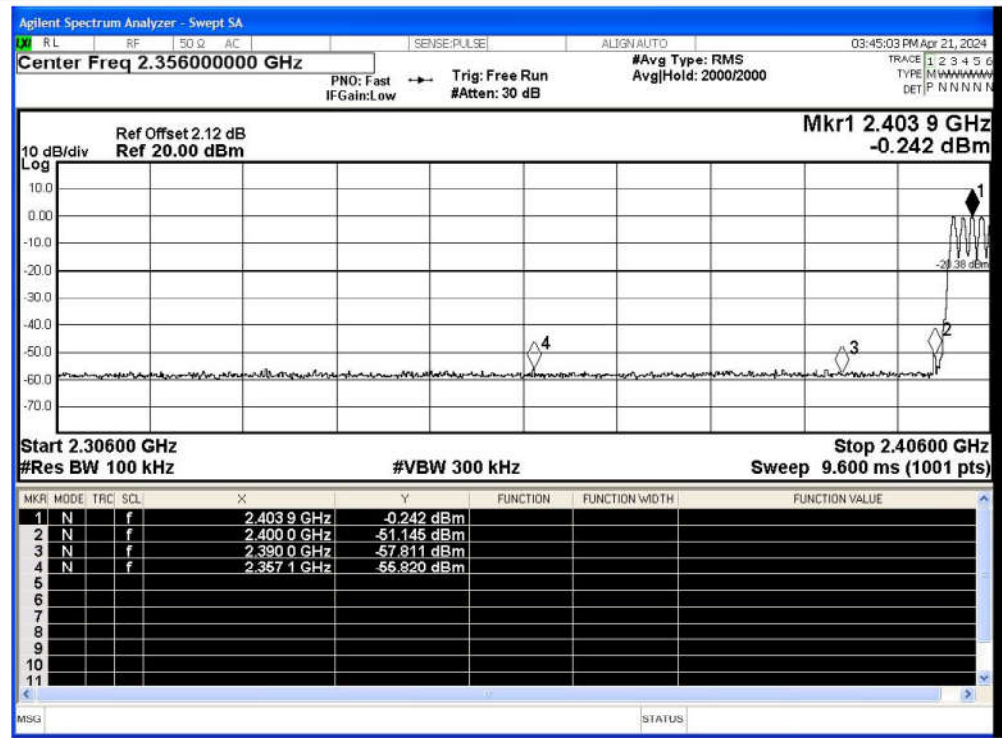 Agilent Spectrum Analyzer - Swept SA
LXI RL RF 50 Ω AC SENSE:PULSE ALIGNAUTO 03:45:03 PM Apr 21, 2024
Center Freq 2.356000000 GHz #Avg Type: RMS TRACE 1 2 3 4 5 6
PNO: Fast Trig: Free Run Avg|Hold: 2000/2000 TYPE MWWWWW
IFGain:Low #Atten: 30 dB DET P N N N N N
Mkr1 2.403 9 GHz
Ref Offset 2.12 dB
10 dB/div Ref 20.00 dBm -0.242 dBm
Log
10.0
1
0.00
-10.0
-20.38 dBm
-20.0
-30.0
-40.0
2
4
3
-50.0
-60.0
-70.0
Start 2.30600 GHz Stop 2.40600 GHz
#Res BW 100 kHz #VBW 300 kHz Sweep 9.600 ms (1001 pts)
MKR MODE TRC SCL X Y FUNCTION FUNCTION WIDTH FUNCTION VALUE
1 N f 2.403 9 GHz -0.242 dBm
2 N f 2.400 0 GHz -51.145 dBm
3 N f 2.390 0 GHz -57.811 dBm
4 N f 2.357 1 GHz -55.820 dBm
5
6
7
8
9
10
11
MSG STATUS